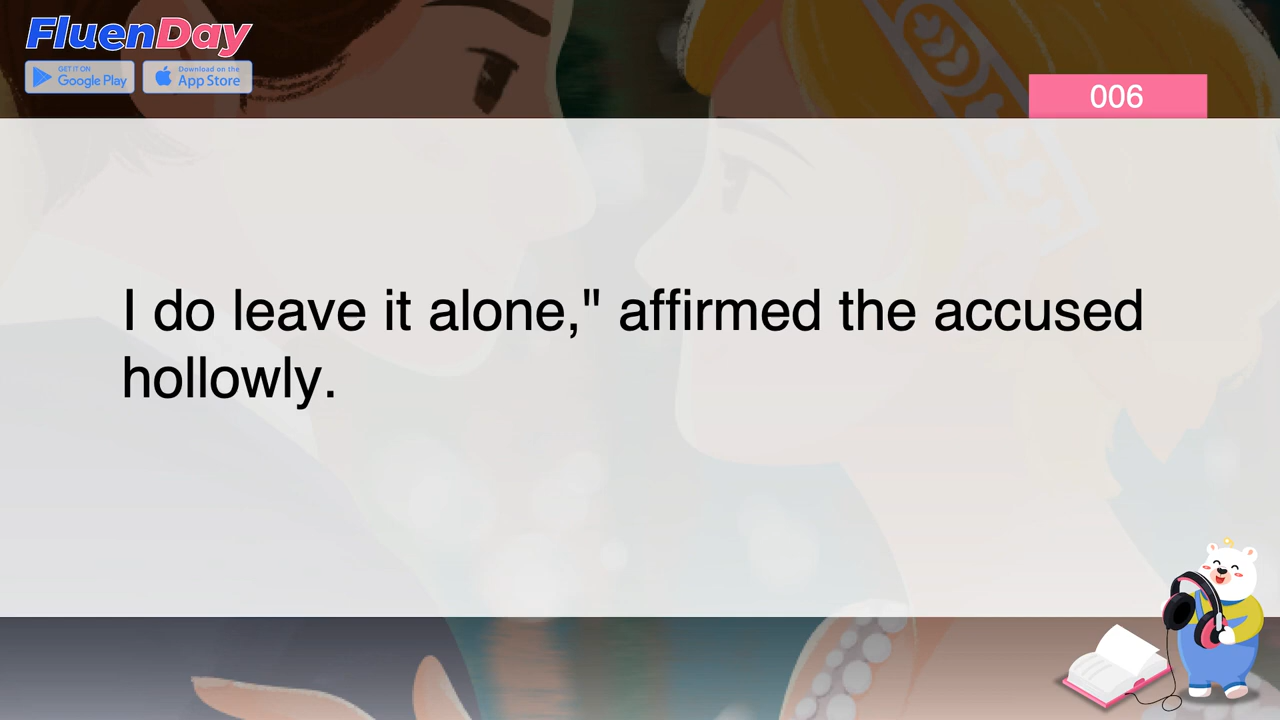 FluenDay
GET IT ON
Google Play
Download on the
App Store
006
I do leave it alone," affirmed the accused
hollowly.